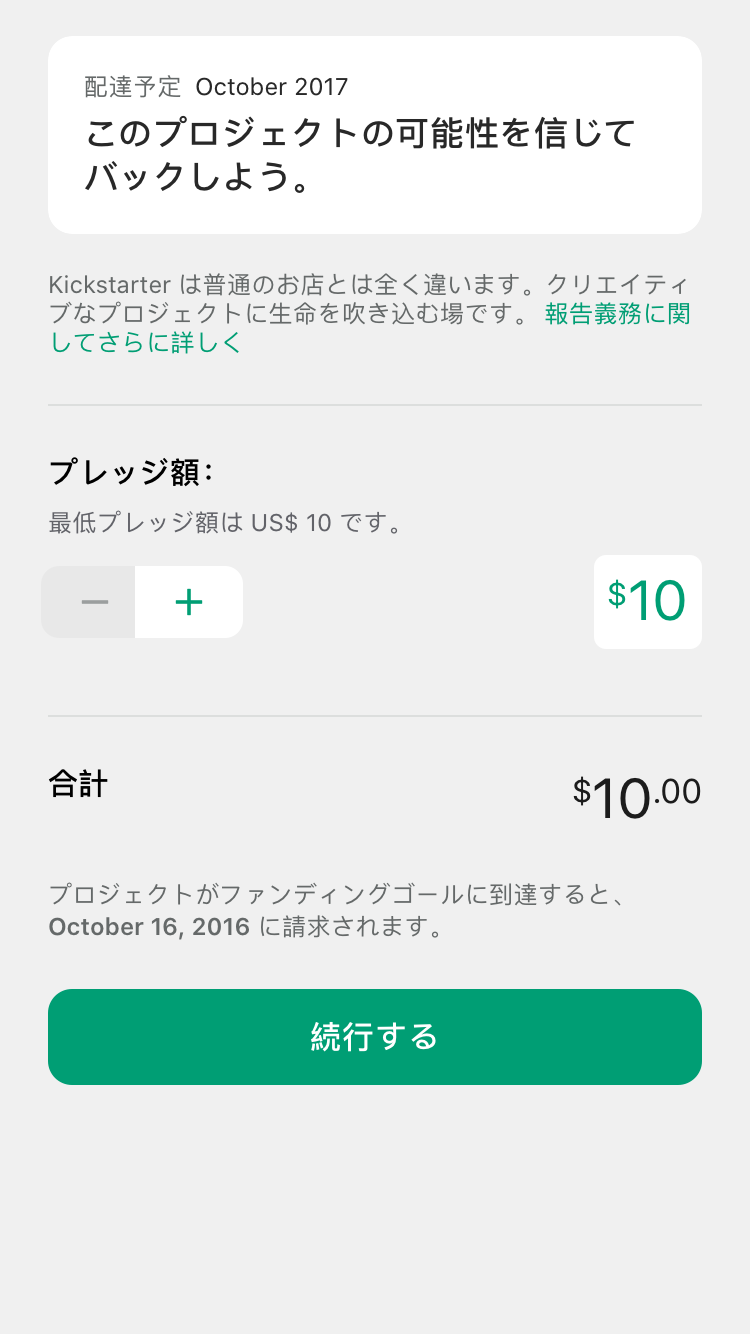 配達予定 October 2017
このプロジェクトの可能性を信じて
バックしよう。
Kickstarter は普通のお店とは全く違います。クリエイティ
ブなプロジェクトに生命を吹き込む場です。 報告義務に関
してさらに詳しく
プレッジ額:
最低プレッジ額は US$ 10 です。
− + $10
合計 $10.00
プロジェクトがファンディングゴールに到達すると、
October 16, 2016 に請求されます。
続行する